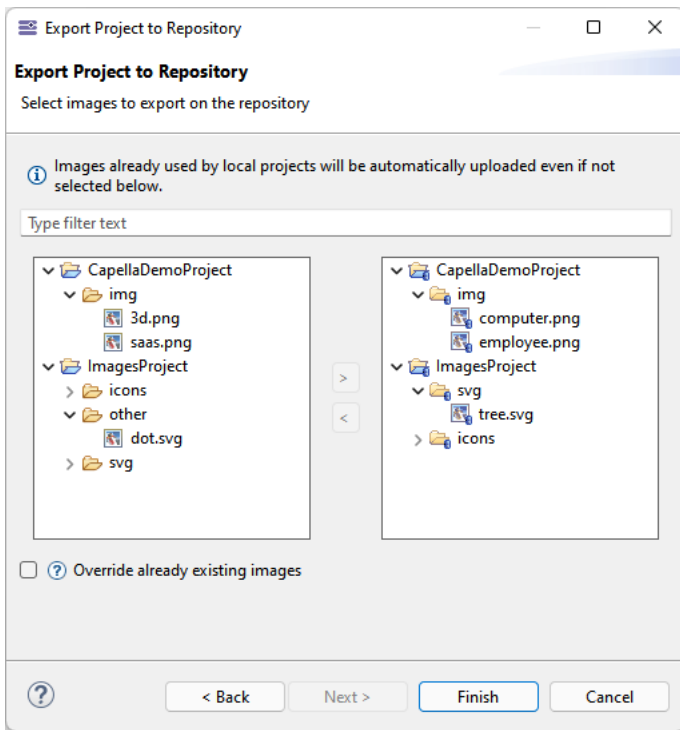 Export Project to Repository
Export Project to Repository
Select images to export on the repository
Images already used by local projects will be automatically uploaded even if not
selected below.
Type filter text
CapellaDemoProject
img
3d.png
saas.png
ImagesProject
icons
other
dot.svg
svg
>
<
CapellaDemoProject
img
computer.png
employee.png
ImagesProject
svg
tree.svg
icons
Override already existing images
< Back
Next >
Finish
Cancel